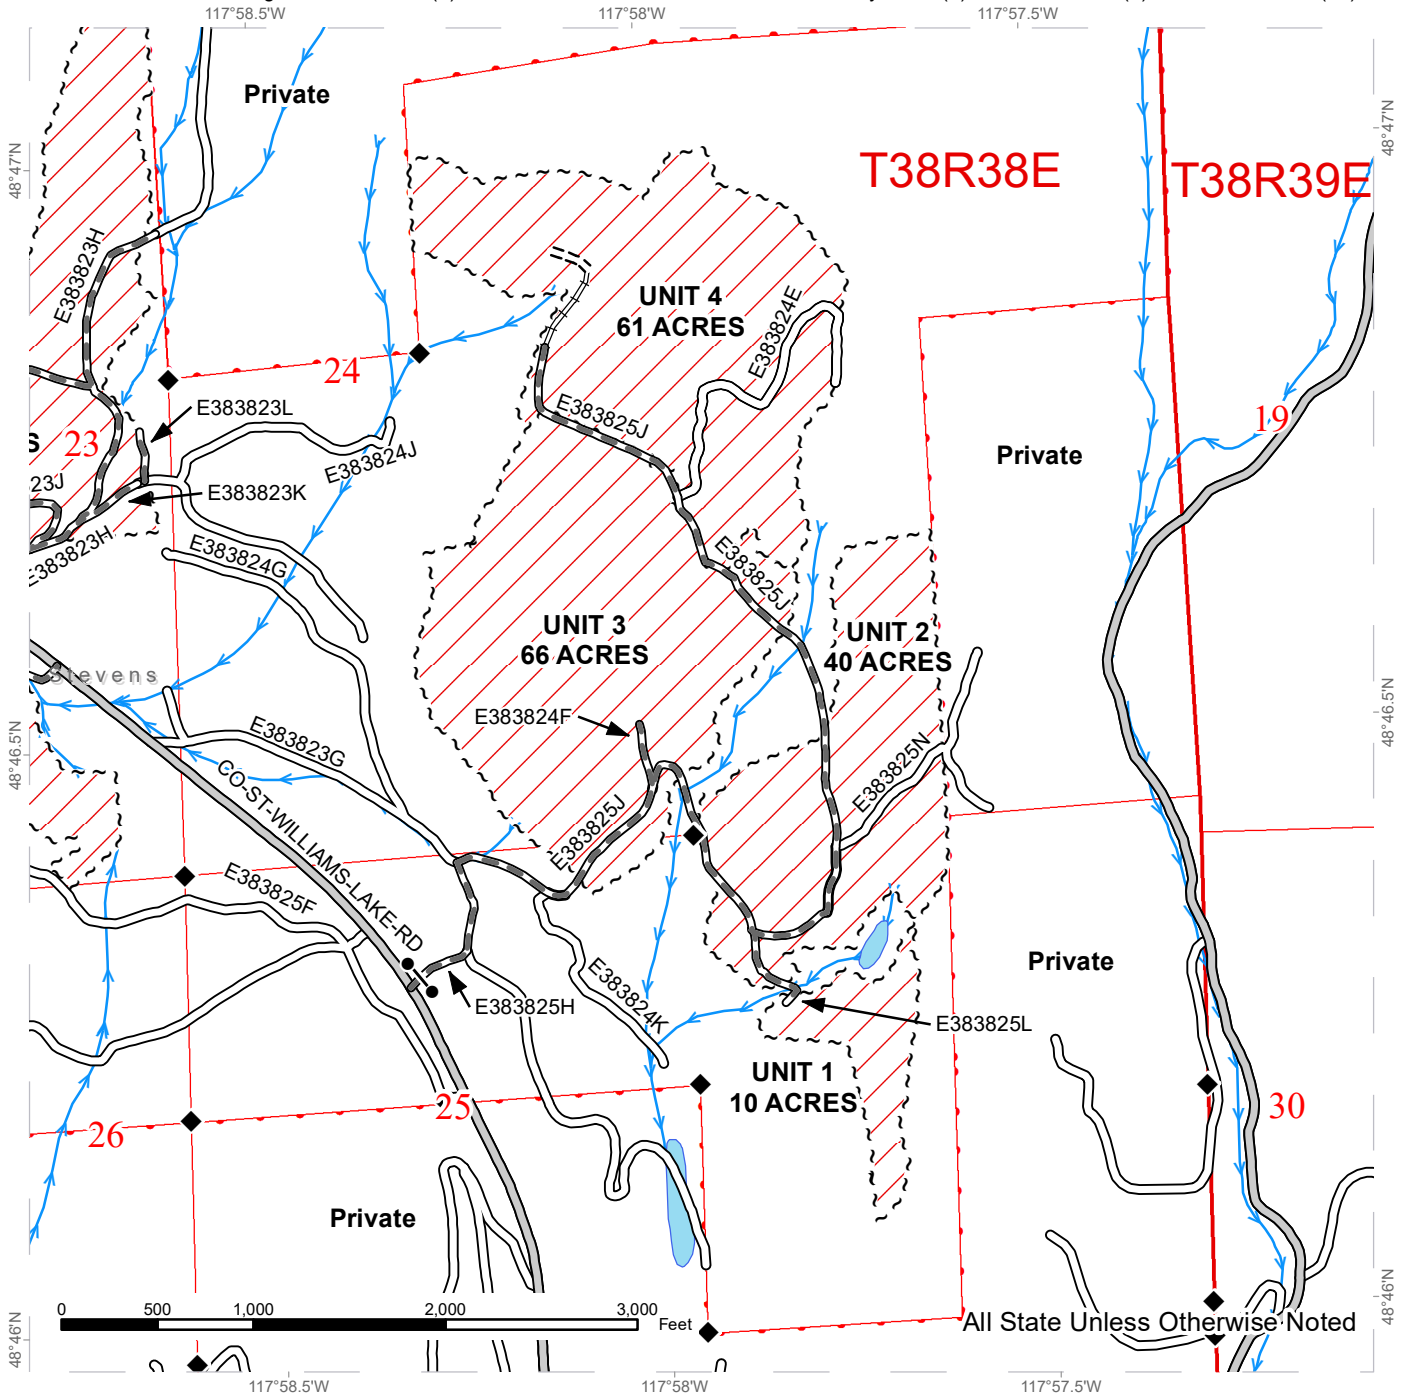 117°58.5'W
117°58'W
117°57.5'W
Private
48°47'N
48°47'N
T38R38E
T38R39E
E383823H
UNIT 4
61 ACRES
E383824E
24
E383823L
E383825J
19
S
23
E383824J
Private
23J
E383823K
E383823H
E383824G
E383825J
UNIT 3
66 ACRES
UNIT 2
40 ACRES
Stevens
E383824F
48°46.5'N
48°46.5'N
E383823G
E383825N
CO-ST-WILLIAMS-LAKE-RD
E383825J
E383825F
Private
E383824K
E383825H
E383825L
UNIT 1
10 ACRES
25
26
30
Private
0 500 1,000 2,000 3,000
Feet
All State Unless Otherwise Noted
48°46'N
48°46'N
117°58.5'W
117°58'W
117°57.5'W